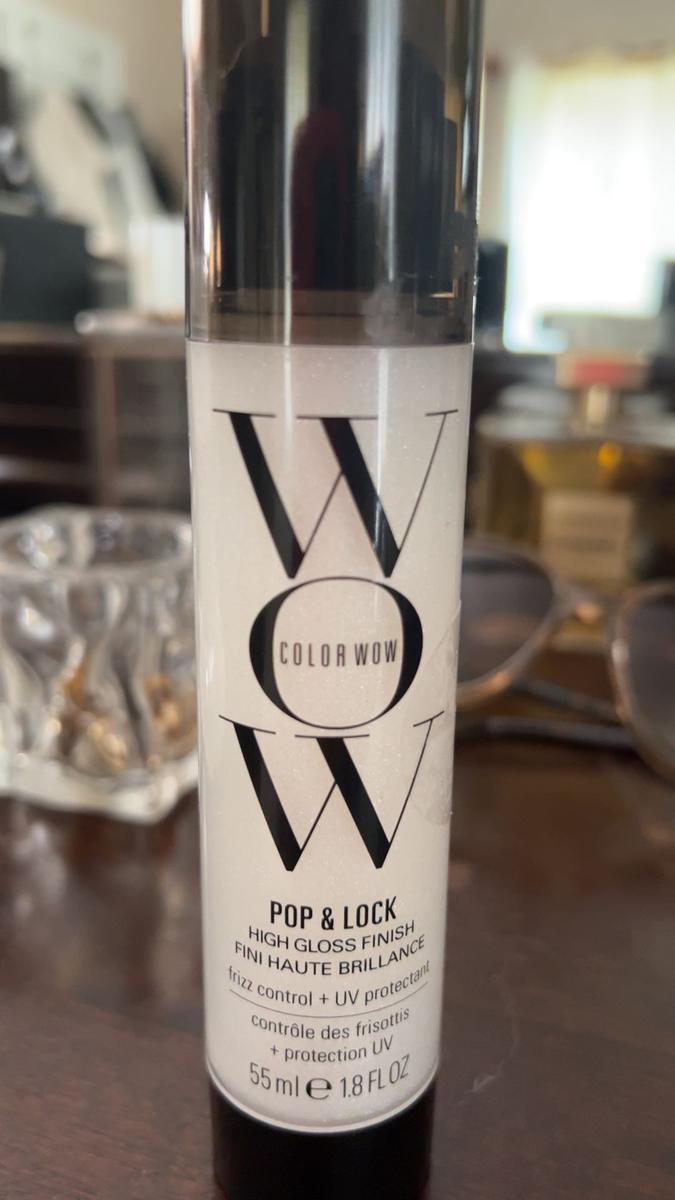 WOW
COLOR WOW
POP & LOCK
HIGH GLOSS FINISH
FINI HAUTE BRILLANCE
frizz control + UV protectant
contrôle des frisottis
+ protection UV
55 ml ℮ 1.8 FL OZ